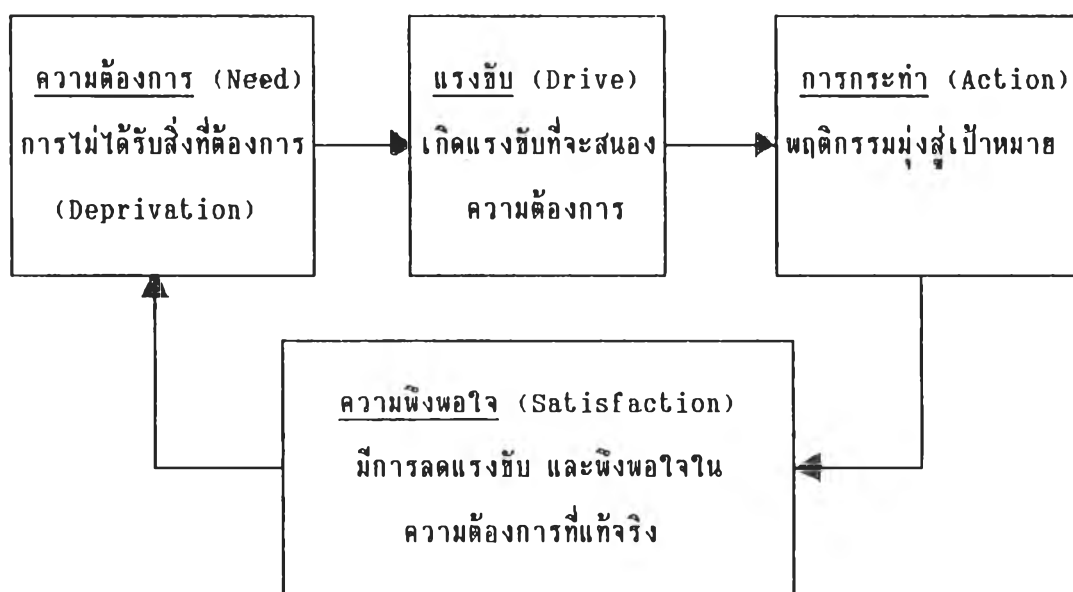 ความต้องการ (Need)
การไม่ได้รับสิ่งที่ต้องการ
(Deprivation)
แรงขับ (Drive)
เกิดแรงขับที่จะสนอง
ความต้องการ
การกระทำ (Action)
พฤติกรรมมุ่งสู่เป้าหมาย
ความพึงพอใจ (Satisfaction)
มีการลดแรงขับ และพึงพอใจใน
ความต้องการที่แท้จริง